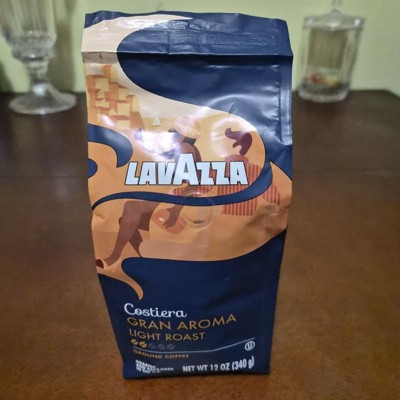 LAVAZZA
Costiera
GRAN AROMA
LIGHT ROAST
GROUND COFFEE
NET WT 12 OZ (340 g)